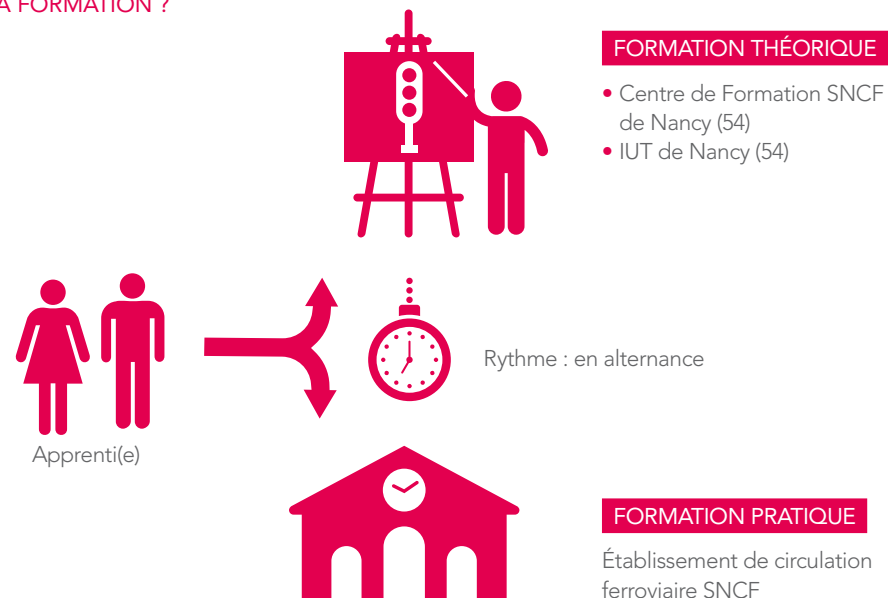 A FORMATION ?
FORMATION THÉORIQUE
• Centre de Formation SNCF
de Nancy (54)
• IUT de Nancy (54)
Rythme : en alternance
Apprenti(e)
FORMATION PRATIQUE
Établissement de circulation
ferroviaire SNCF